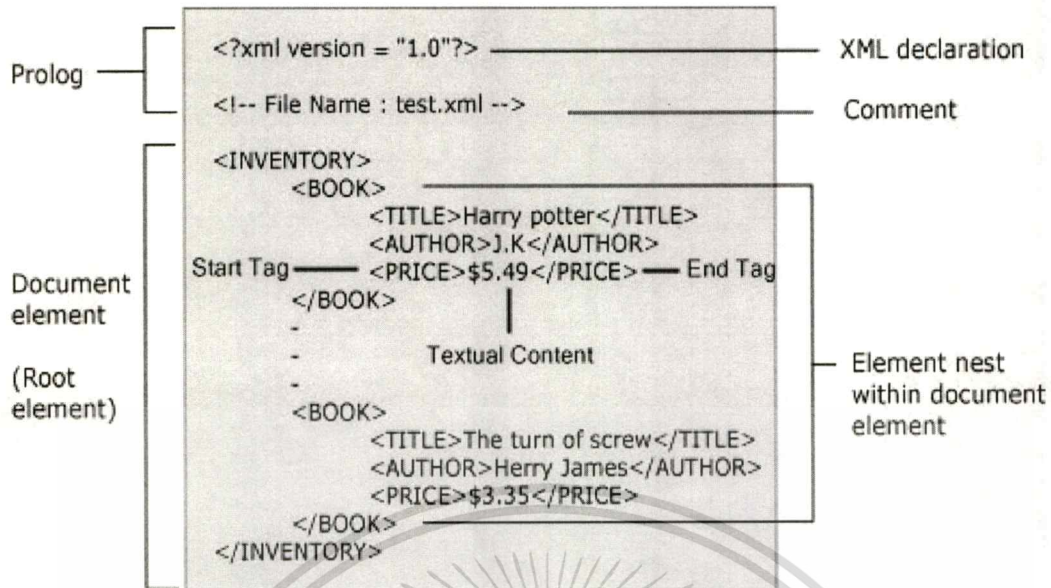 <?xml version = "1.0"?>
XML declaration
Prolog
<!-- File Name : test.xml -->
Comment
<INVENTORY>
<BOOK>
<TITLE>Harry potter</TITLE>
<AUTHOR>J.K</AUTHOR>
Start Tag <PRICE>$5.49</PRICE> End Tag
</BOOK>
-
-
-
Textual Content
Document
element
(Root
element)
Element nest
within document
element
<BOOK>
<TITLE>The turn of screw</TITLE>
<AUTHOR>Herry James</AUTHOR>
<PRICE>$3.35</PRICE>
</BOOK>
</INVENTORY>